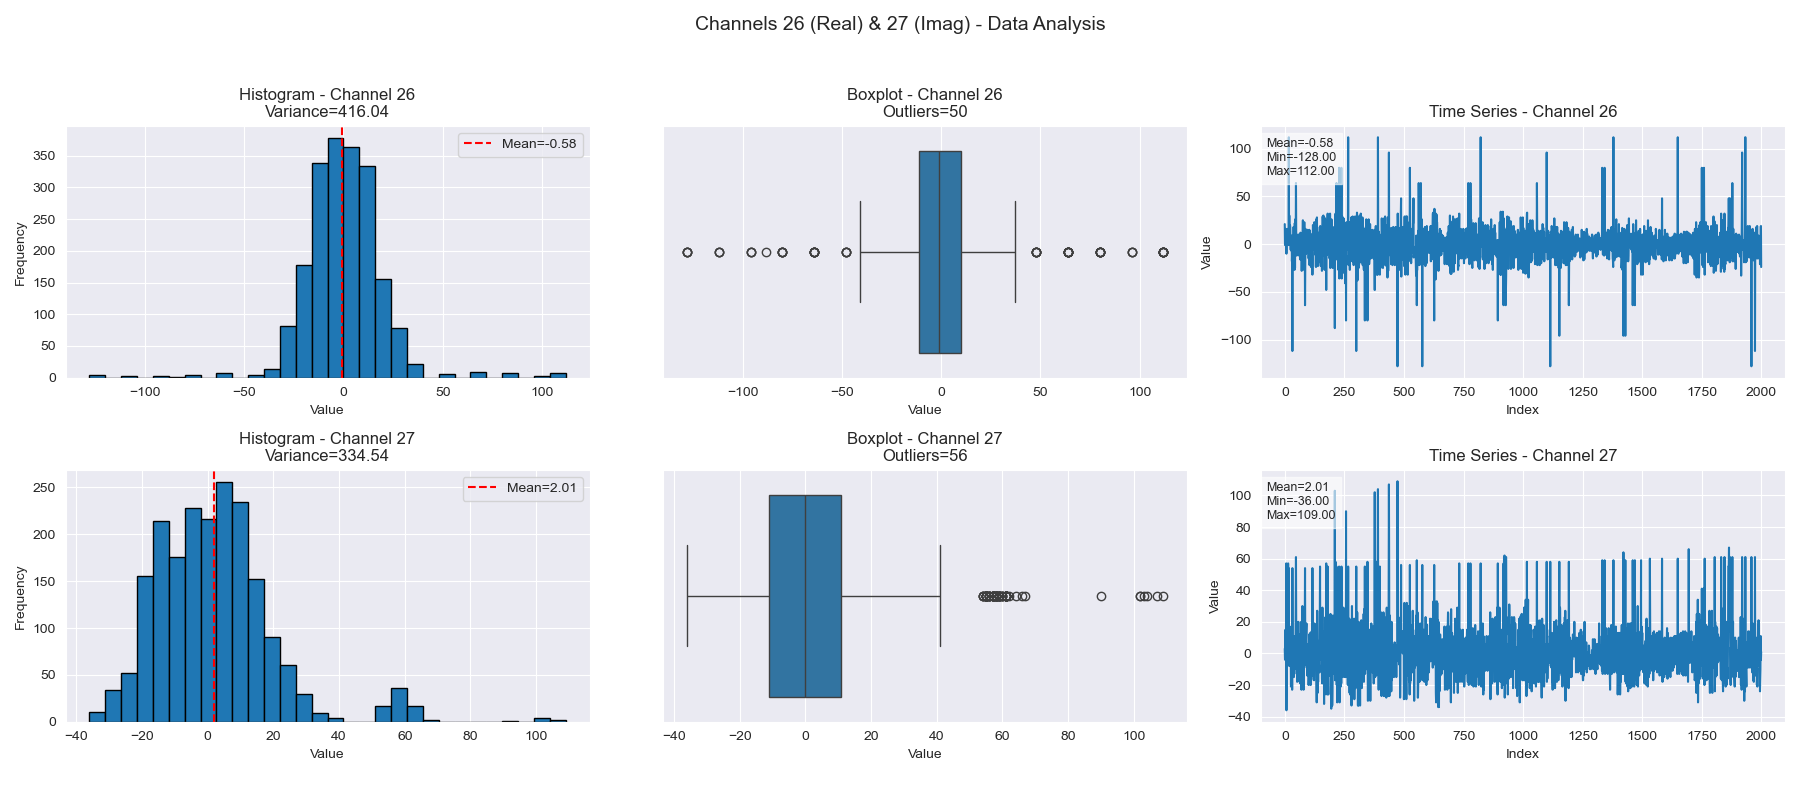 Channels 26 (Real) & 27 (Imag) - Data Analysis
Histogram - Channel 26
Variance=416.04
Mean=-0.58
Frequency
350
300
250
200
150
100
50
0
−100
−50
0
50
100
Value
Boxplot - Channel 26
Outliers=50
−100
−50
0
50
100
Value
Time Series - Channel 26
Mean=-0.58
Min=-128.00
Max=112.00
Value
100
50
0
−50
−100
0
250
500
750
1000
1250
1500
1750
2000
Index
Histogram - Channel 27
Variance=334.54
Mean=2.01
Frequency
250
200
150
100
50
0
−40
−20
0
20
40
60
80
100
Value
Boxplot - Channel 27
Outliers=56
−40
−20
0
20
40
60
80
100
Value
Time Series - Channel 27
Mean=2.01
Min=-36.00
Max=109.00
Value
100
80
60
40
20
0
−20
−40
0
250
500
750
1000
1250
1500
1750
2000
Index